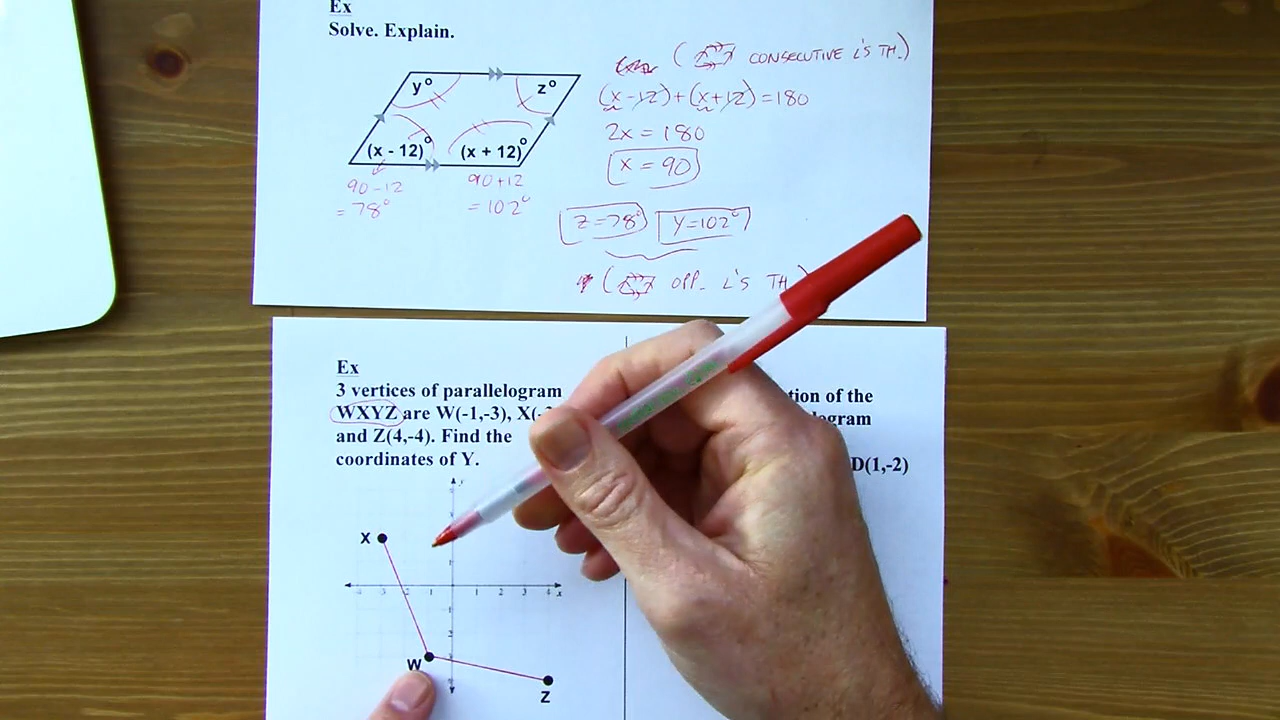 Ex
Solve. Explain.
y°
z°
(x - 12)°
(x + 12)°
90-12
= 78°
90+12
= 102°
( CONSECUTIVE L'S TH.)
(x-12)+(x+12)=180
2x = 180
x = 90
Z=78° Y=102°
( OPP. L'S TH
Ex
3 vertices of parallelogram
WXYZ are W(-1,-3), X(-
and Z(4,-4). Find the
coordinates of Y.
of the
D(1,-2)
X
W
Z